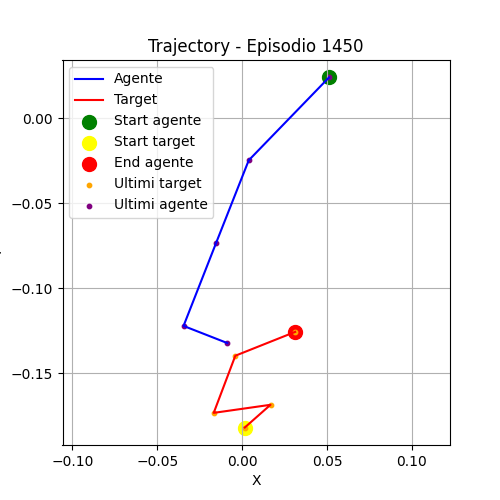 Trajectory - Episodio 1450
Agente
Target
Start agente
Start target
End agente
Ultimi target
Ultimi agente
0.00
−0.05
−0.10
−0.15
−0.10
−0.05
0.00
0.05
0.10
X